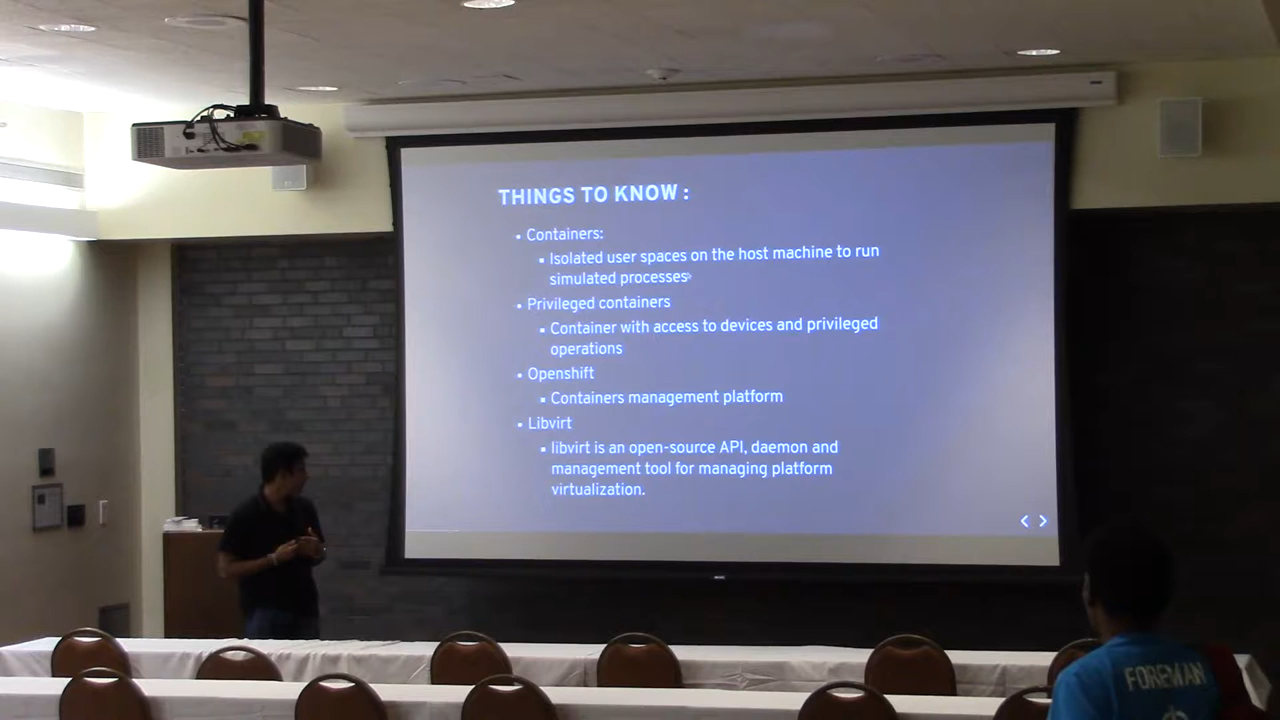 THINGS TO KNOW :
• Containers:
▪ Isolated user spaces on the host machine to run
simulated processes
• Privileged containers
▪ Container with access to devices and privileged
operations
• Openshift
▪ Containers management platform
• Libvirt
▪ libvirt is an open-source API, daemon and
management tool for managing platform
virtualization.
FOREMAN